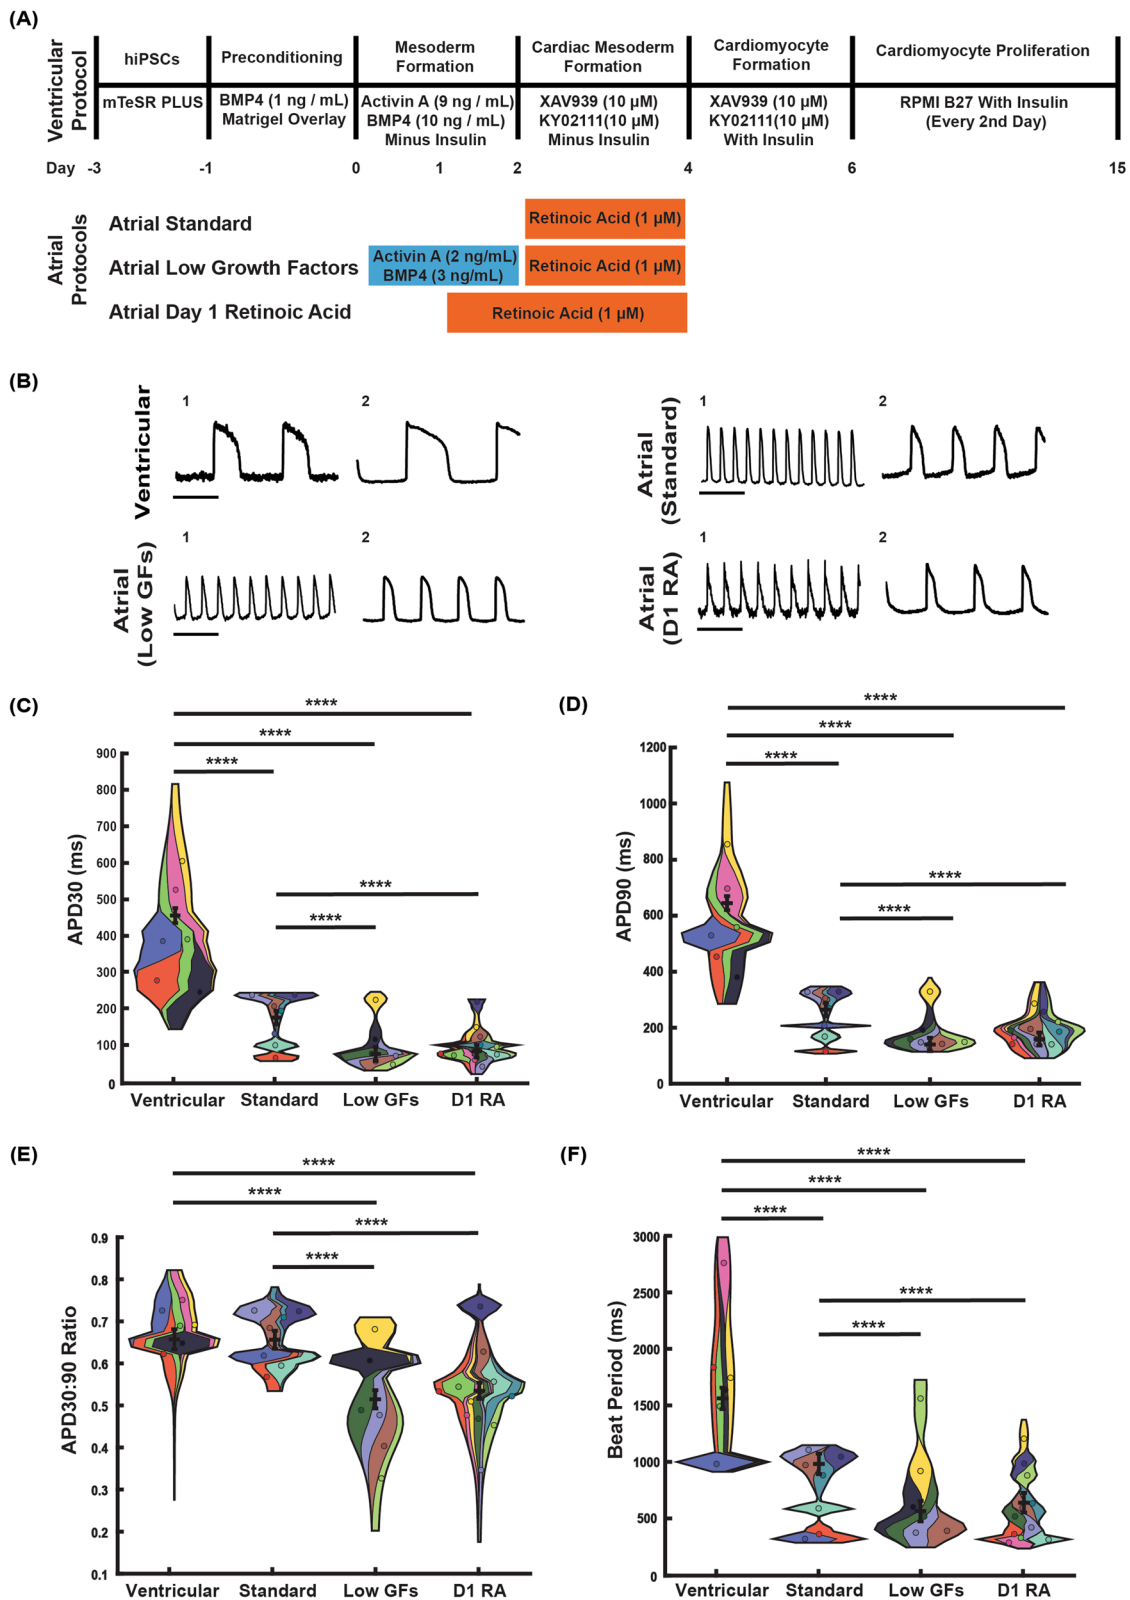 (A)
Ventricular
Protocol
hiPSCs
Preconditioning
Mesoderm
Formation
Cardiac Mesoderm
Formation
Cardiomyocyte
Formation
Cardiomyocyte Proliferation
mTeSR PLUS
BMP4 (1 ng / mL)
Matrigel Overlay
Activin A (9 ng / mL)
BMP4 (10 ng / mL)
Minus Insulin
XAV939 (10 µM)
KY02111(10 µM)
Minus Insulin
XAV939 (10 µM)
KY02111(10 µM)
With Insulin
RPMI B27 With Insulin
(Every 2nd Day)
Day -3 -1 0 1 2 4 6 15
Atrial
Protocols
Atrial Standard
Retinoic Acid (1 µM)
Atrial Low Growth Factors
Activin A (2 ng/mL)
BMP4 (3 ng/mL)
Retinoic Acid (1 µM)
Atrial Day 1 Retinoic Acid
Retinoic Acid (1 µM)
(B)
Ventricular
1 2
Atrial
(Standard)
1 2
Atrial
(Low GFs)
1 2
Atrial
(D1 RA)
1 2
(C)
****
****
****
****
****
APD30 (ms)
900
800
700
600
500
400
300
200
100
0
Ventricular Standard Low GFs D1 RA
(D)
****
****
****
****
****
APD90 (ms)
1200
1000
800
600
400
200
0
Ventricular Standard Low GFs D1 RA
(E)
****
****
****
****
APD30:90 Ratio
0.9
0.8
0.7
0.6
0.5
0.4
0.3
0.2
0.1
Ventricular Standard Low GFs D1 RA
(F)
****
****
****
****
****
Beat Period (ms)
3000
2500
2000
1500
1000
500
0
Ventricular Standard Low GFs D1 RA